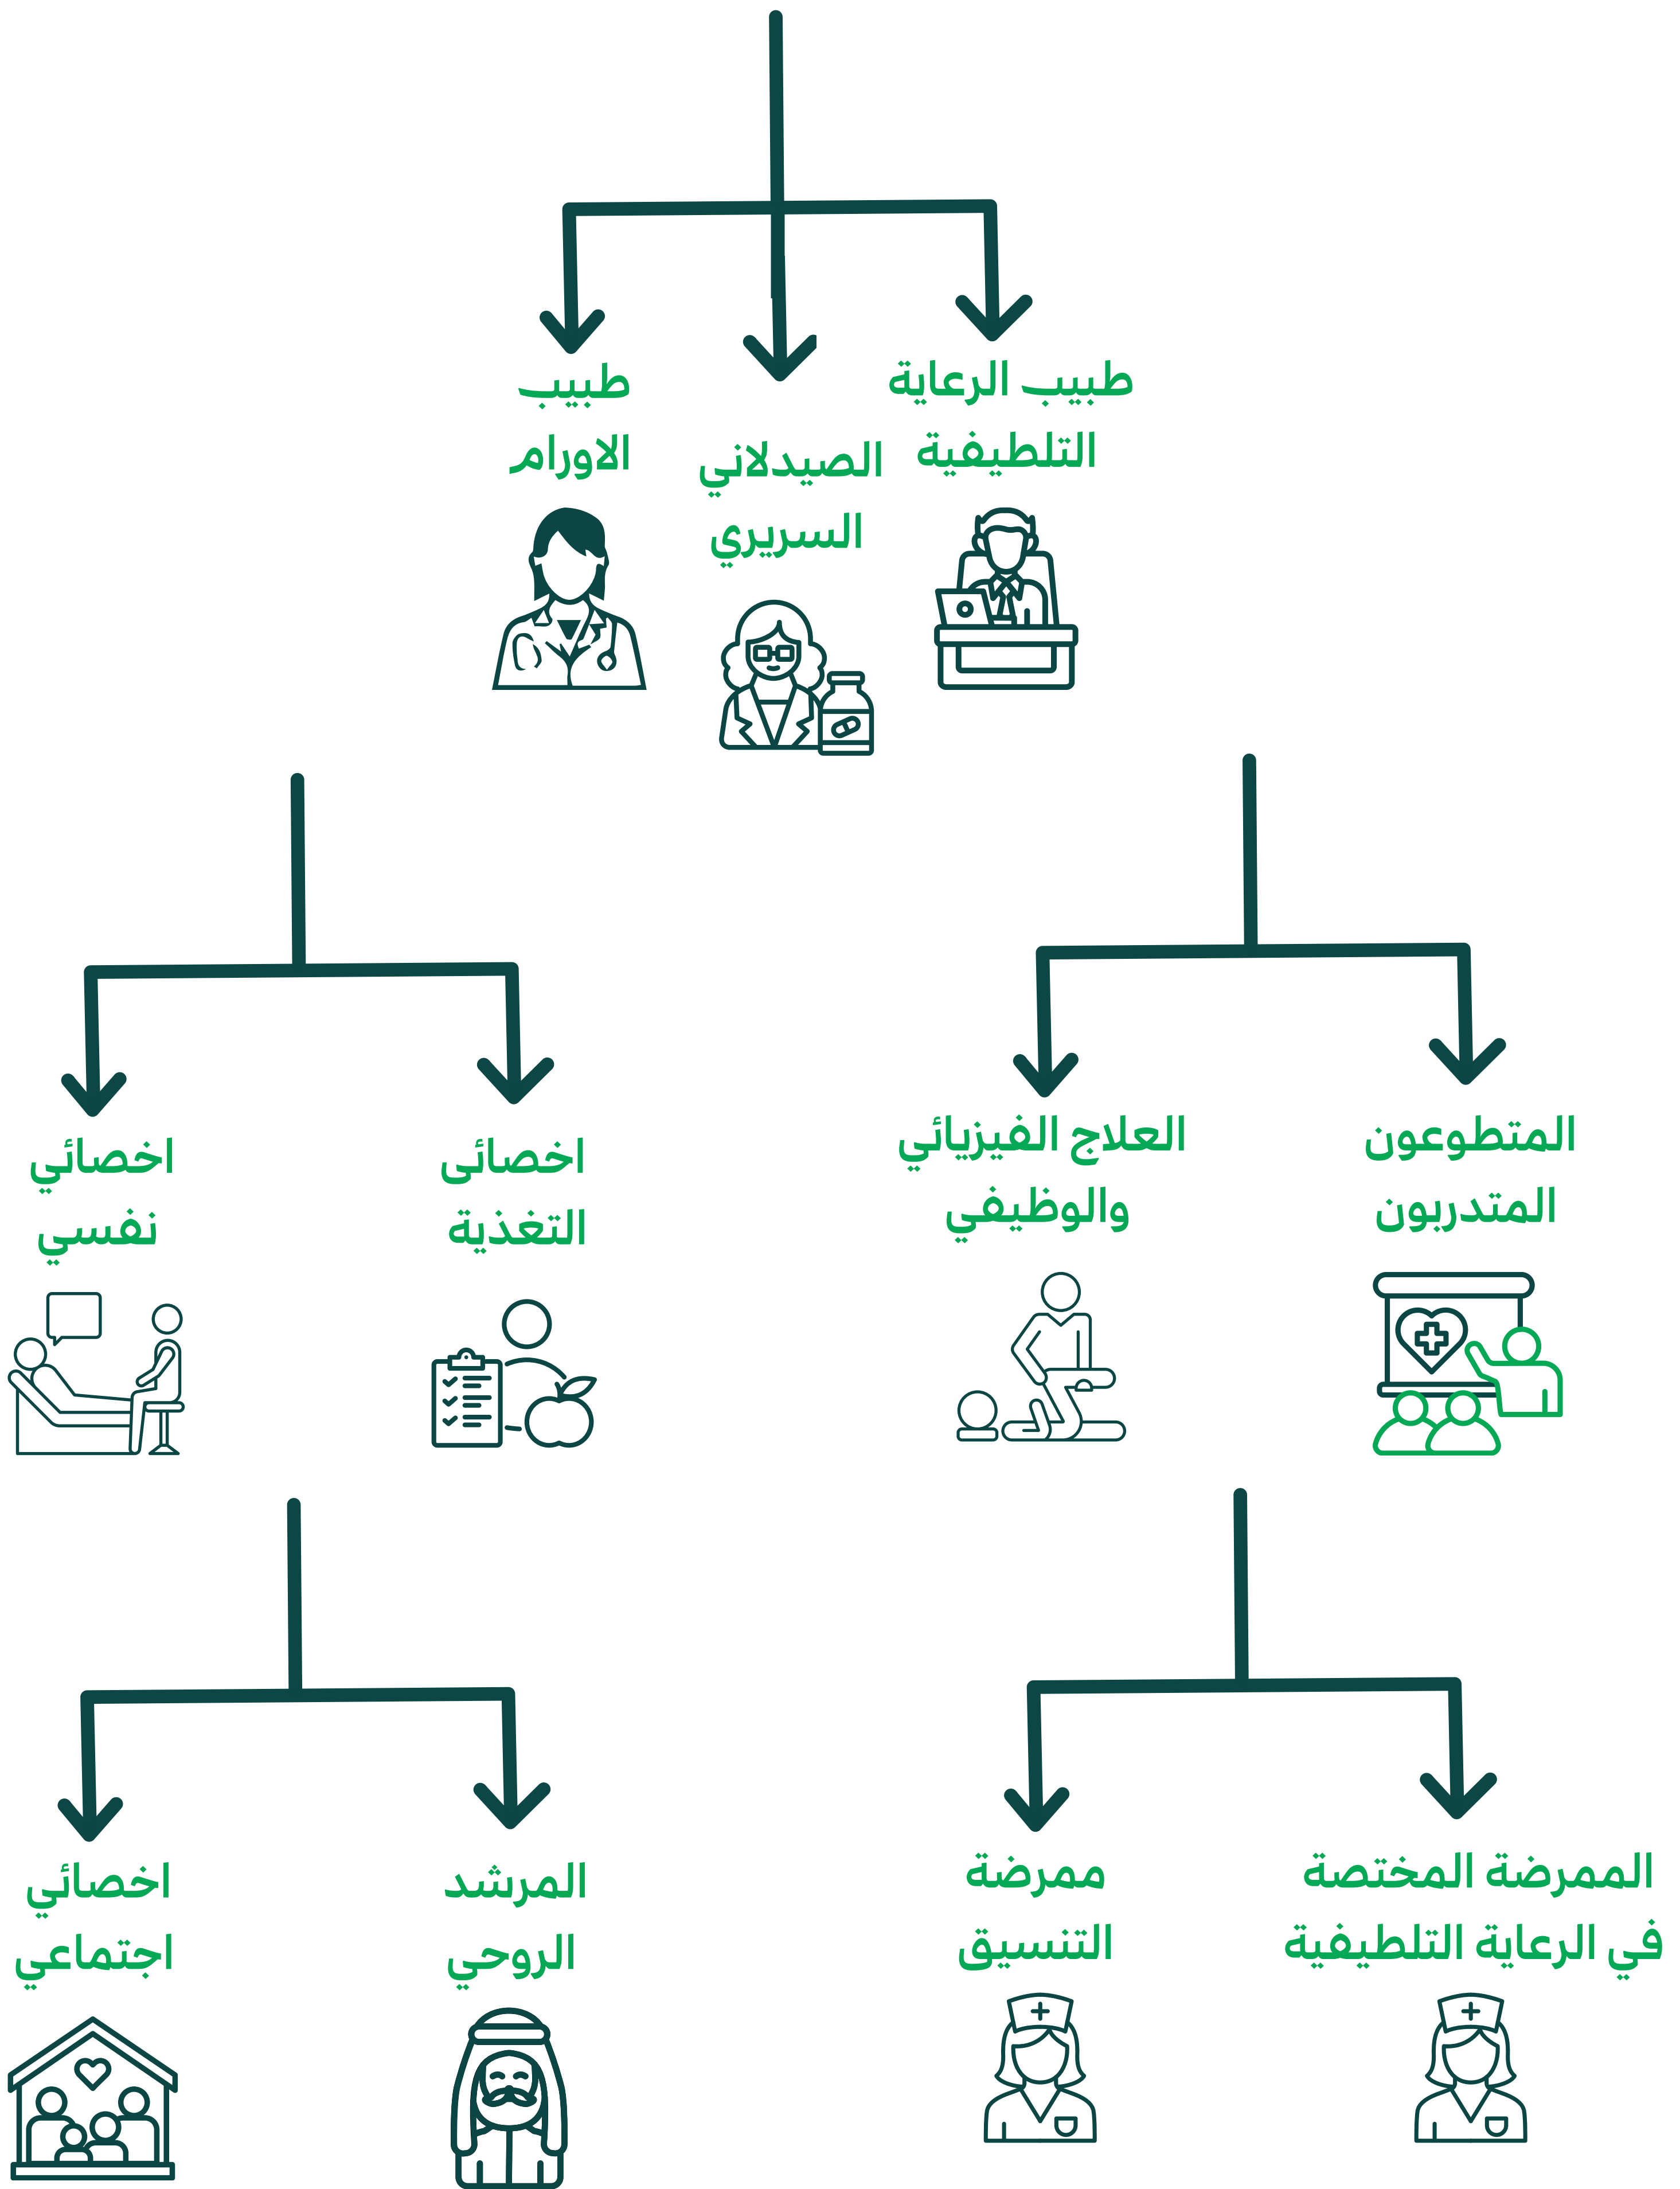 طبيب الرعاية
التلطيفية
الصيدلاني
السريري
طبيب
الاورام
المتطوعون
المتدربون
العلاج الفيزيائي
والوظيفي
اخصائى
التغذية
اخصائي
نفسي
الممرضة المختصة
في الرعاية التلطيفية
ممرضة
التنسيق
المرشد
الروحي
اخصائي
اجتماعي